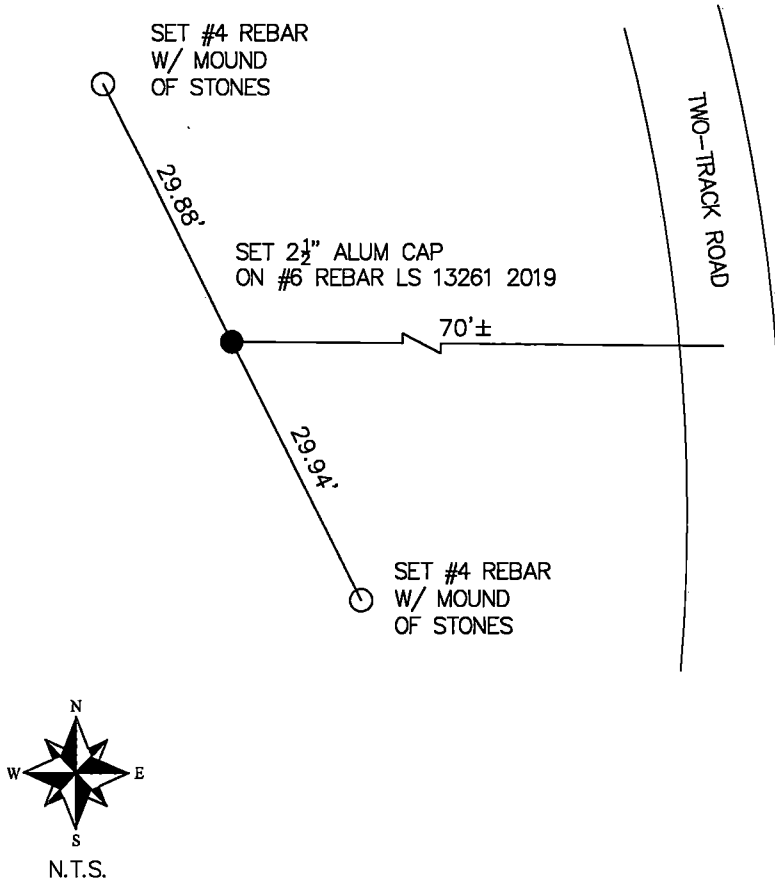 SET #4 REBAR
W/ MOUND
OF STONES
TWO-TRACK ROAD
29.88'
SET 2½" ALUM CAP
ON #6 REBAR LS 13261 2019
70'±
29.94'
SET #4 REBAR
W/ MOUND
OF STONES
N
W E
S
N.T.S.